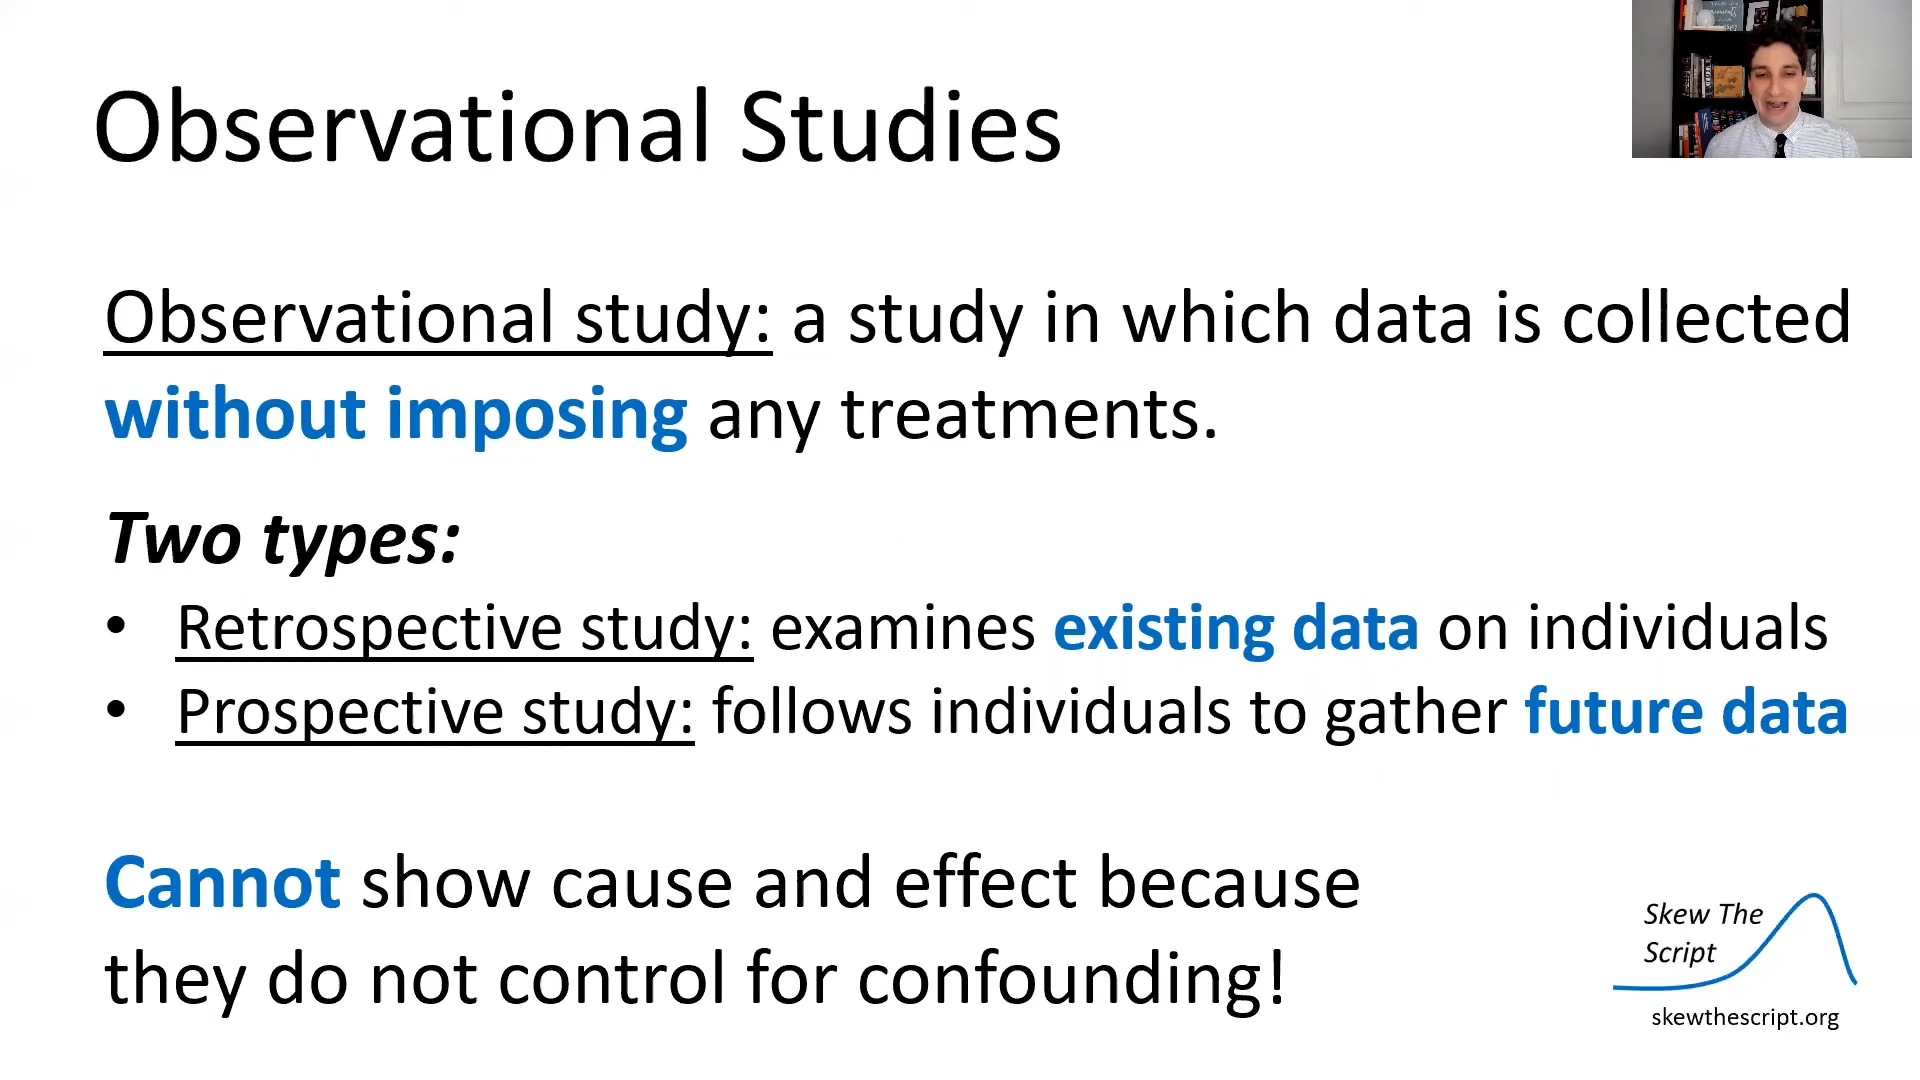 Observational Studies
Observational study: a study in which data is collected
without imposing any treatments.
Two types:
• Retrospective study: examines existing data on individuals
• Prospective study: follows individuals to gather future data
Cannot show cause and effect because
they do not control for confounding!
Skew The
Script
skewthescript.org